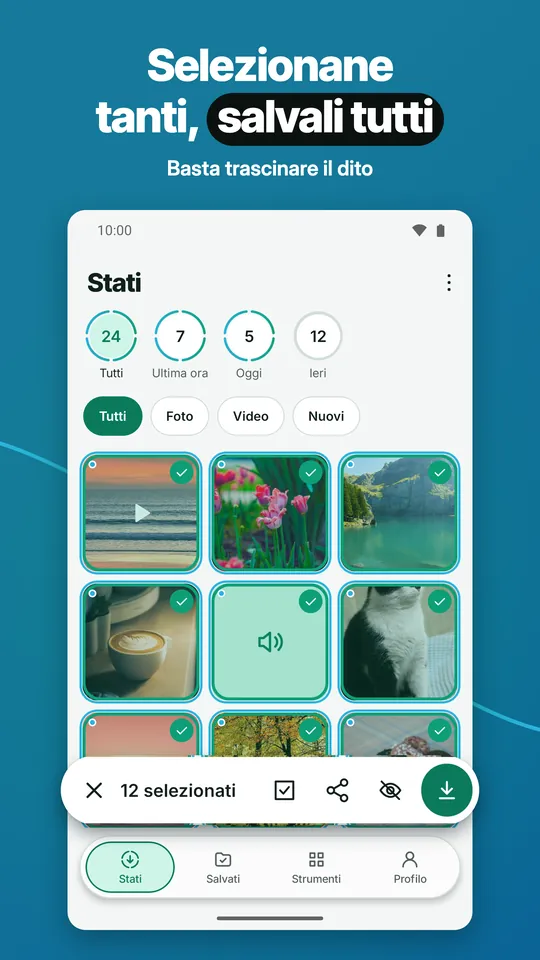 Selezionane
tanti, salvali tutti
Basta trascinare il dito
10:00
Stati
24 7 5 12
Tutti Ultima ora Oggi Ieri
Tutti Foto Video Nuovi
12 selezionati
Stati Salvati Strumenti Profilo